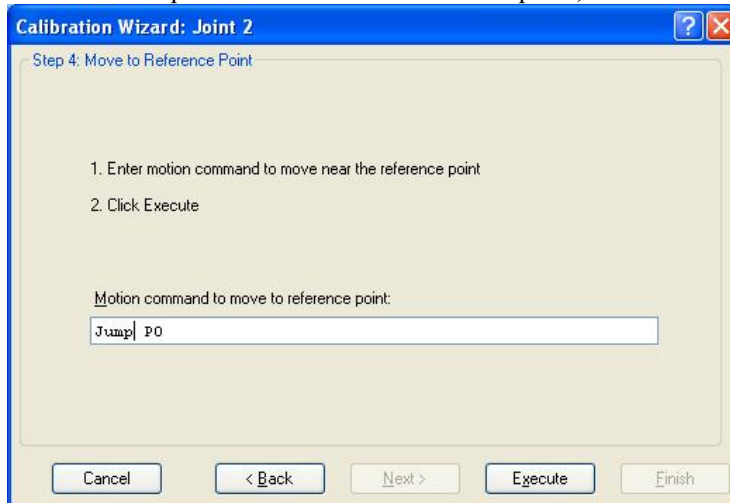 Calibration Wizard: Joint 2
Step 4: Move to Reference Point
1. Enter motion command to move near the reference point
2. Click Execute
Motion command to move to reference point:
Jump P0
Cancel
< Back
Next >
Execute
Finish